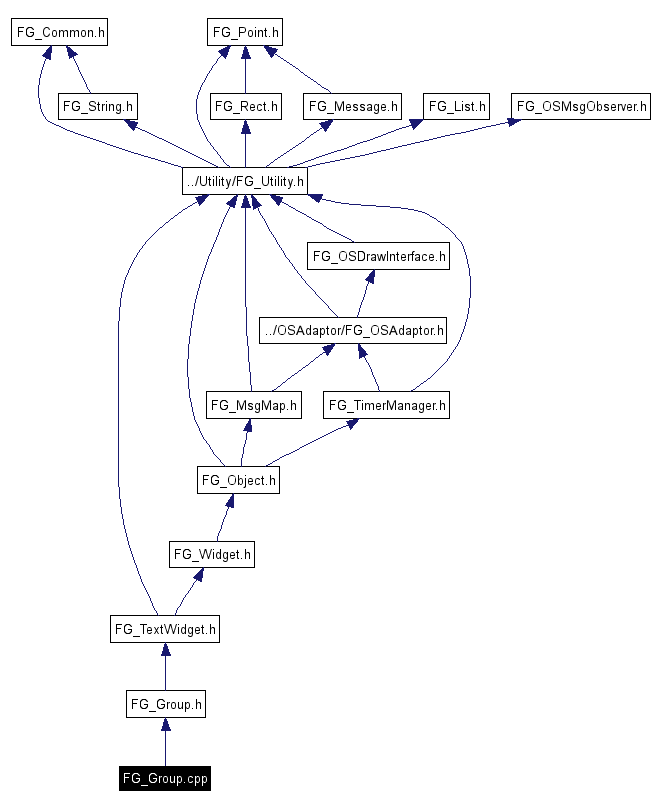 FG_Common.h
FG_Point.h
FG_String.h
FG_Rect.h
FG_Message.h
FG_List.h
FG_OSMsgObserver.h
../Utility/FG_Utility.h
FG_OSDrawInterface.h
../OSAdaptor/FG_OSAdaptor.h
FG_MsgMap.h
FG_TimerManager.h
FG_Object.h
FG_Widget.h
FG_TextWidget.h
FG_Group.h
FG_Group.cpp